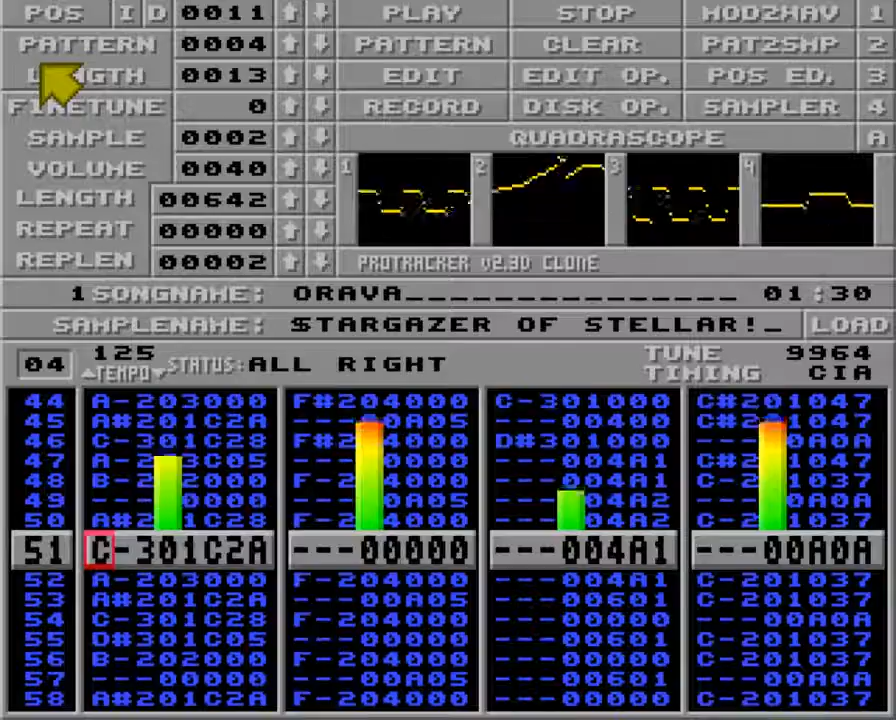 POS I D 0011 PLAY STOP MOD2WAV 1
PATTERN 0004 PATTERN CLEAR PAT2SMP 2
LENGTH 0013 EDIT EDIT OP. POS ED. 3
FINETUNE 0 RECORD DISK OP. SAMPLER 4
SAMPLE 0002 QUADRASCOPE A
VOLUME 0040 1 2 3 4
LENGTH 00642
REPEAT 00000
REPLEN 00002 PROTRACKER V2.3D CLONE
1 SONGNAME: ORAVA_________________ 01:30
SAMPLENAME: STARGAZER OF STELLAR!_ LOAD
04 125 TEMPO STATUS: ALL RIGHT TUNE 9964
TIMING CIA
44 A-203000 F#204000 C-301000 C#201047
45 A#201C2A ---00A05 ---00400 C#201047
46 C-301C28 F#204000 D#301000 ---00A0A
47 A-203C05 ---00000 ---004A1 C#201047
48 B-202000 F-204000 ---004A1 C-201037
49 ---00000 ---00A05 ---004A2 ---00A0A
50 A#201C28 F-204000 ---004A2 C-201037
51 C-301C2A ---00000 ---004A1 ---00A0A
52 A-203000 F-204000 ---004A1 C-201037
53 A#201C2A ---00A05 ---00601 C-201037
54 C-301C28 F-204000 ---00000 ---00A0A
55 D#301C05 ---00000 ---00601 C-201037
56 B-202000 F-204000 ---00000 C-201037
57 ---00000 ---00A05 ---00601 ---00A0A
58 A#201C2A F-204000 ---00000 C-201037